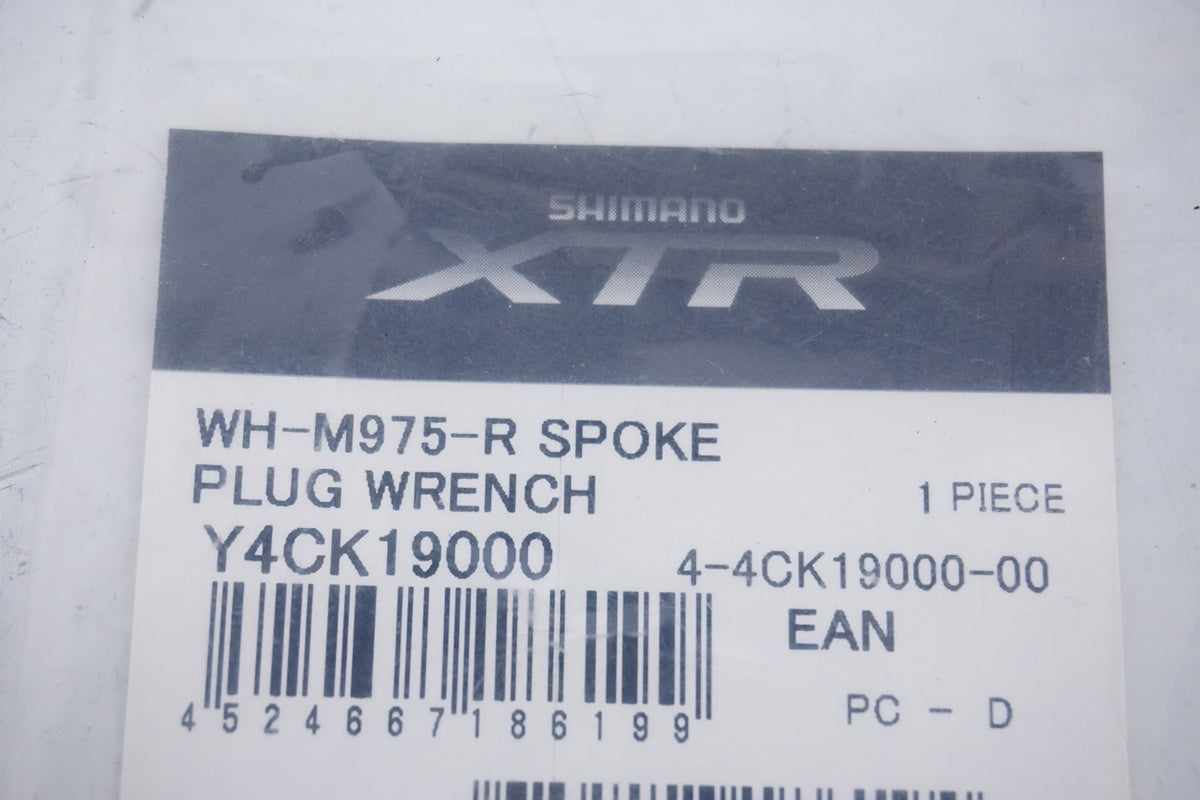 SHIMANO
XTR
WH-M975-R SPOKE
PLUG WRENCH 1 PIECE
Y4CK19000 4-4CK19000-00
EAN
4524667186199 PC - D